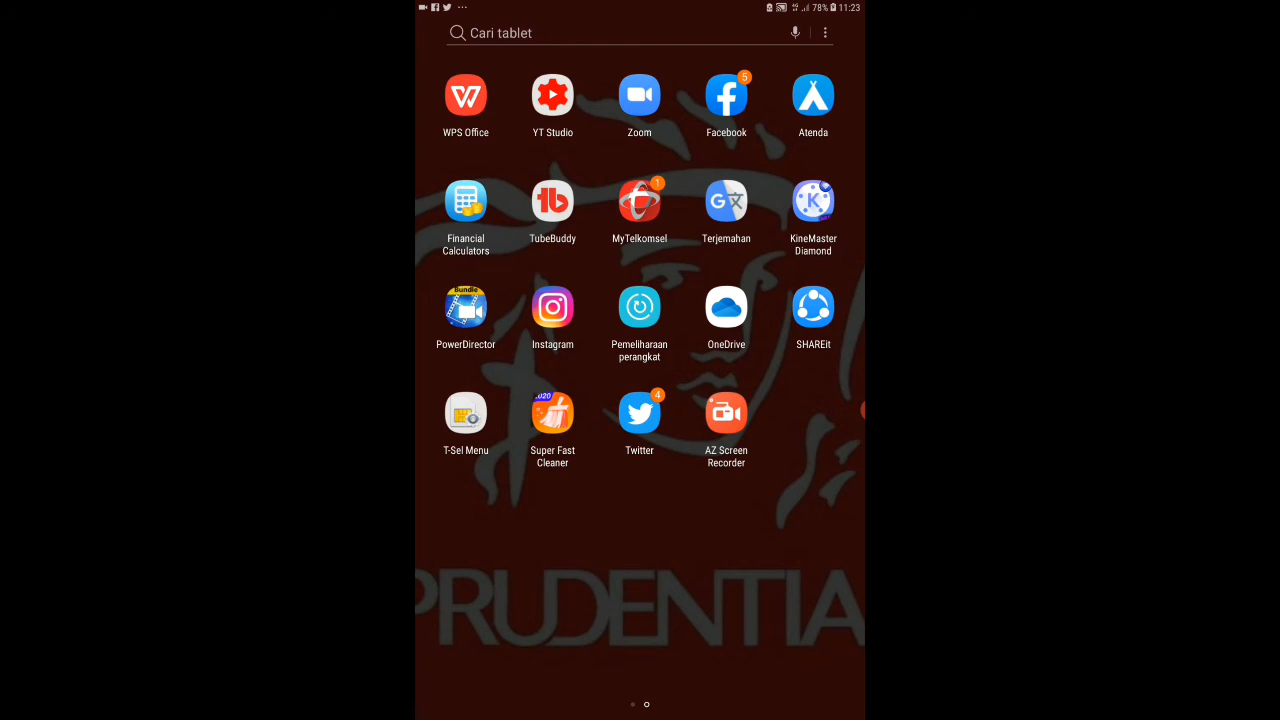 78% 11:23
Cari tablet
5
WPS Office
YT Studio
Zoom
Facebook
Atenda
1
Financial
Calculators
TubeBuddy
MyTelkomsel
Terjemahan
KineMaster
Diamond
Bundle
PowerDirector
Instagram
Pemeliharaan
perangkat
OneDrive
SHAREit
2020
4
T-Sel Menu
Super Fast
Cleaner
Twitter
AZ Screen
Recorder
PRUDENTIA